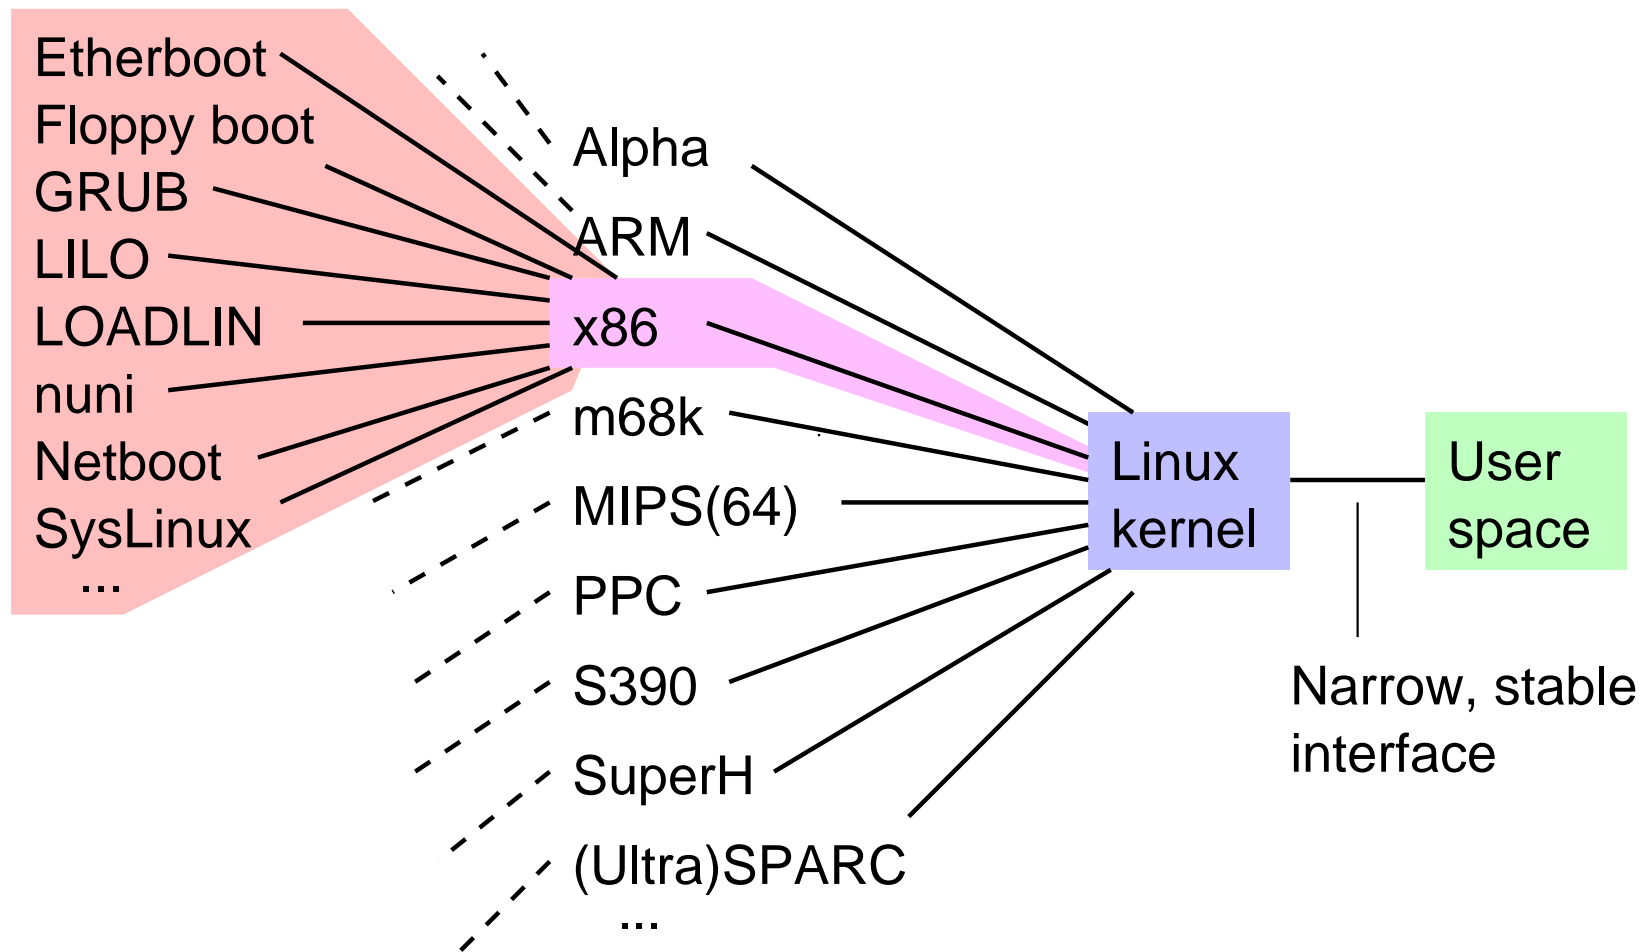 Etherboot
Floppy boot
GRUB
LILO
LOADLIN
nuni
Netboot
SysLinux
...
Alpha
ARM
x86
m68k
MIPS(64)
PPC
S390
SuperH
(Ultra)SPARC
...
Linux
kernel
User
space
Narrow, stable
interface